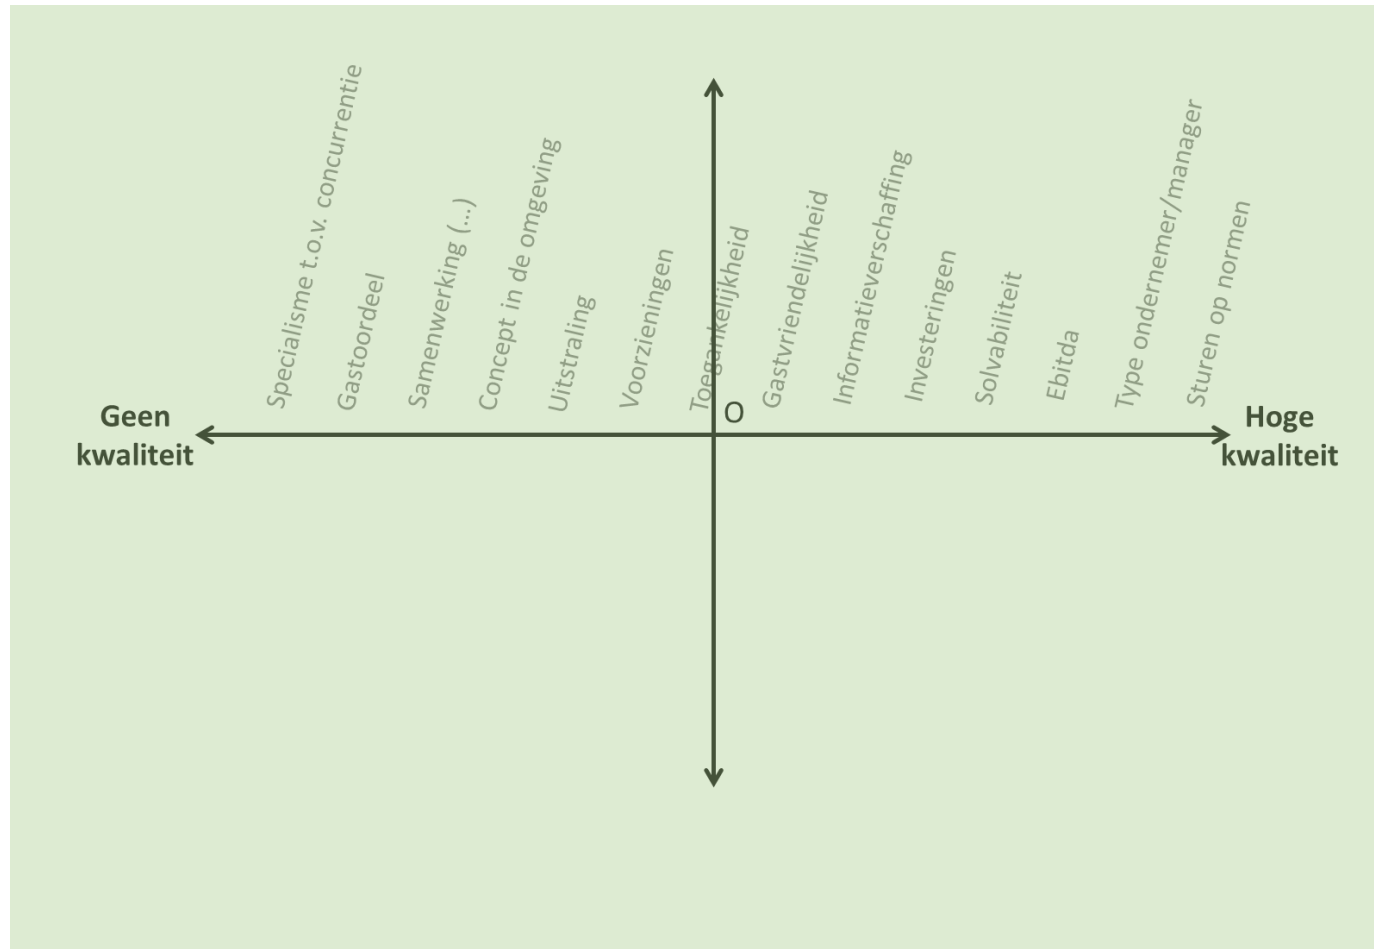 Specialisme t.o.v. concurrentie
Gastoordeel
Samenwerking (...)
Concept in de omgeving
Uitstraling
Voorzieningen
Toegankelijkheid
Gastvriendelijkheid
Informatieverschaffing
Investeringen
Solvabiliteit
Ebitda
Type ondernemer/manager
Sturen op normen
Geen
kwaliteit
O
Hoge
kwaliteit